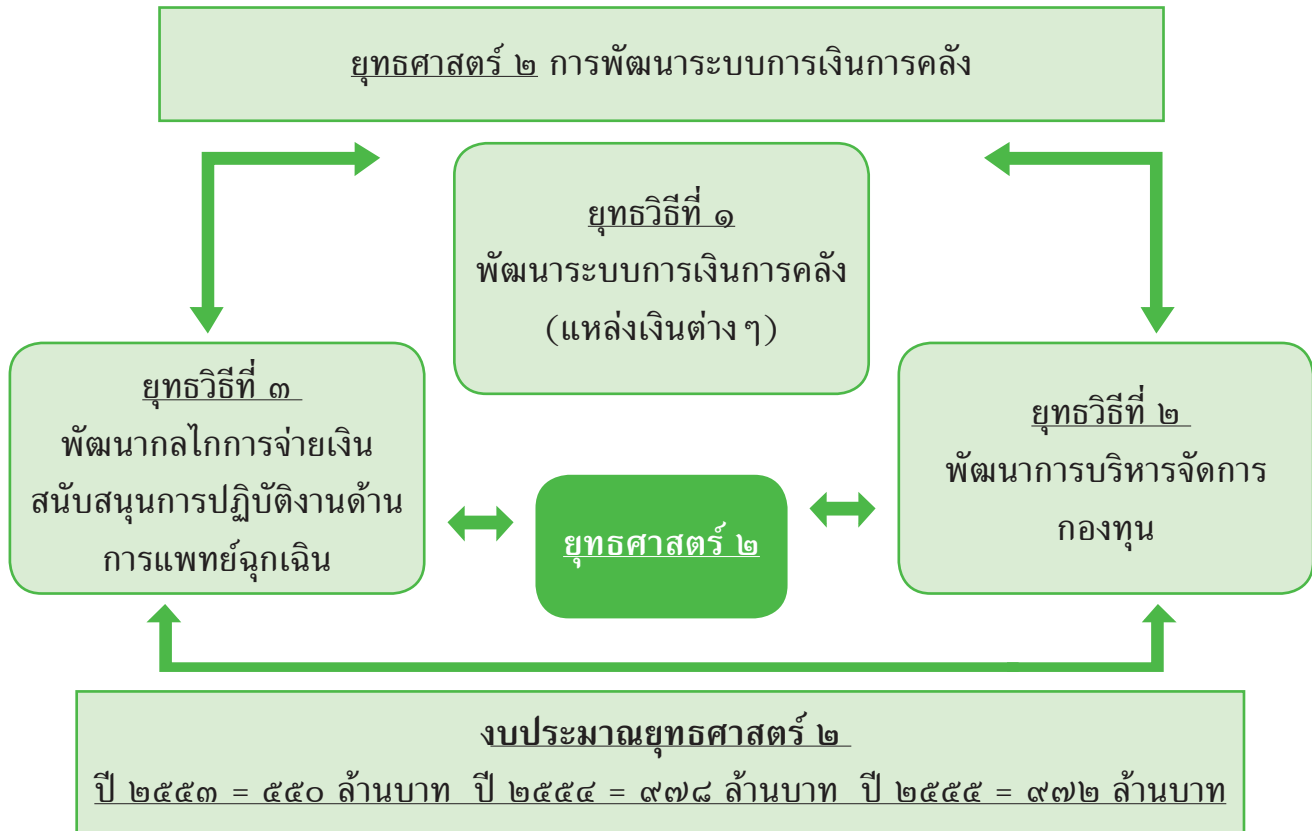 ยุทธศาสตร์ ๒ การพัฒนาระบบการเงินการคลัง
ยุทธวิธีที่ ๑
พัฒนาระบบการเงินการคลัง
(แหล่งเงินต่าง ๆ)
ยุทธวิธีที่ ๓
พัฒนากลไกการจ่ายเงิน
สนับสนุนการปฏิบัติงานด้าน
การแพทย์ฉุกเฉิน
ยุทธศาสตร์ ๒
ยุทธวิธีที่ ๒
พัฒนาการบริหารจัดการ
กองทุน
งบประมาณยุทธศาสตร์ ๒
ปี ๒๕๕๓ = ๕๕๐ ล้านบาท ปี ๒๕๕๔ = ๙๗๘ ล้านบาท ปี ๒๕๕๕ = ๙๗๒ ล้านบาท